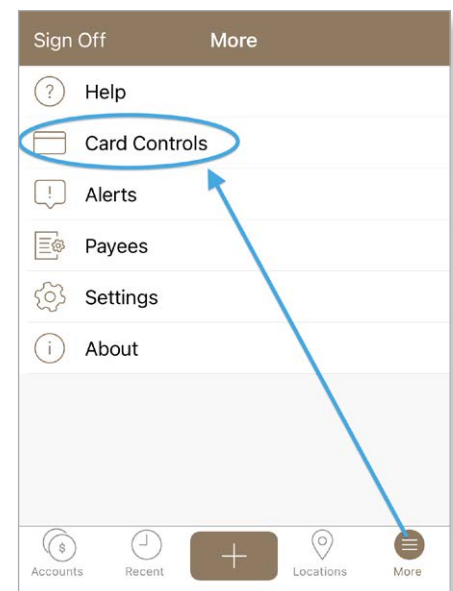 Sign Off More
Help
Card Controls
Alerts
Payees
Settings
About
Accounts Recent Locations More